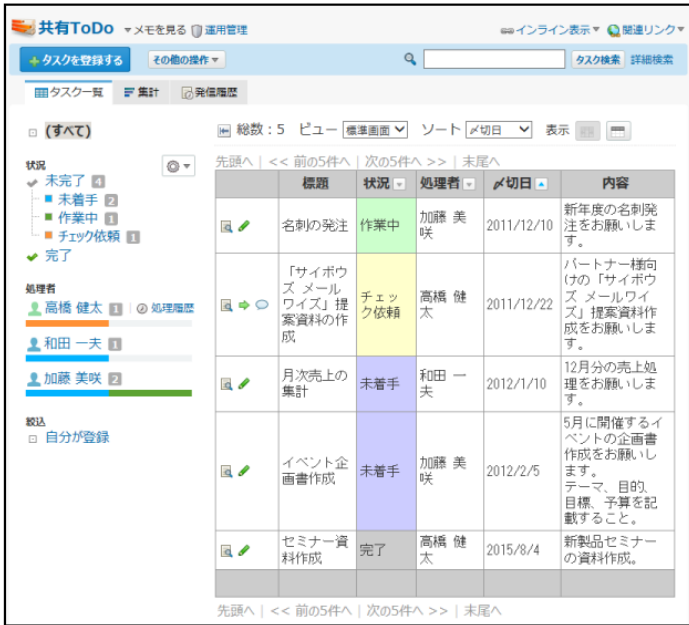 共有ToDo ▼メモを見る 運用管理 インライン表示▼ 関連リンク▼
タスクを登録する その他の操作▼ タスク検索 詳細検索
タスク一覧 集計 発信履歴
(すべて)
総数：5 ビュー 標準画面 ソート 〆切日 表示
状況
未完了 4
未着手 2
作業中 1
チェック依頼 1
完了
処理者
高橋 健太 1 処理履歴
和田 一夫 1
加藤 美咲 2
絞込
自分が登録
先頭へ | << 前の5件へ | 次の5件へ >> | 末尾へ
標題 状況 処理者 〆切日 内容
名刺の発注 作業中 加藤 美
咲 2011/12/10 新年度の名刺発
注をお願いしま
す。
「サイボウ
ズ メール
ワイズ」提
案資料の作
成 チェッ
ク依頼 高橋 健
太 2011/12/22 パートナー様向
けの「サイボウ
ズ メールワイ
ズ」提案資料作
成をお願いしま
す。
月次売上の
集計 未着手 和田 一
夫 2012/1/10 12月分の売上処
理をお願いしま
す。
イベント企
画書作成 未着手 加藤 美
咲 2012/2/5 5月に開催するイ
ベントの企画書
作成をお願いし
ます。
テーマ、目的、
目標、予算を記
載すること。
セミナー資
料作成 完了 高橋 健
太 2015/8/4 新製品セミナー
の資料作成。
先頭へ | << 前の5件へ | 次の5件へ >> | 末尾へ